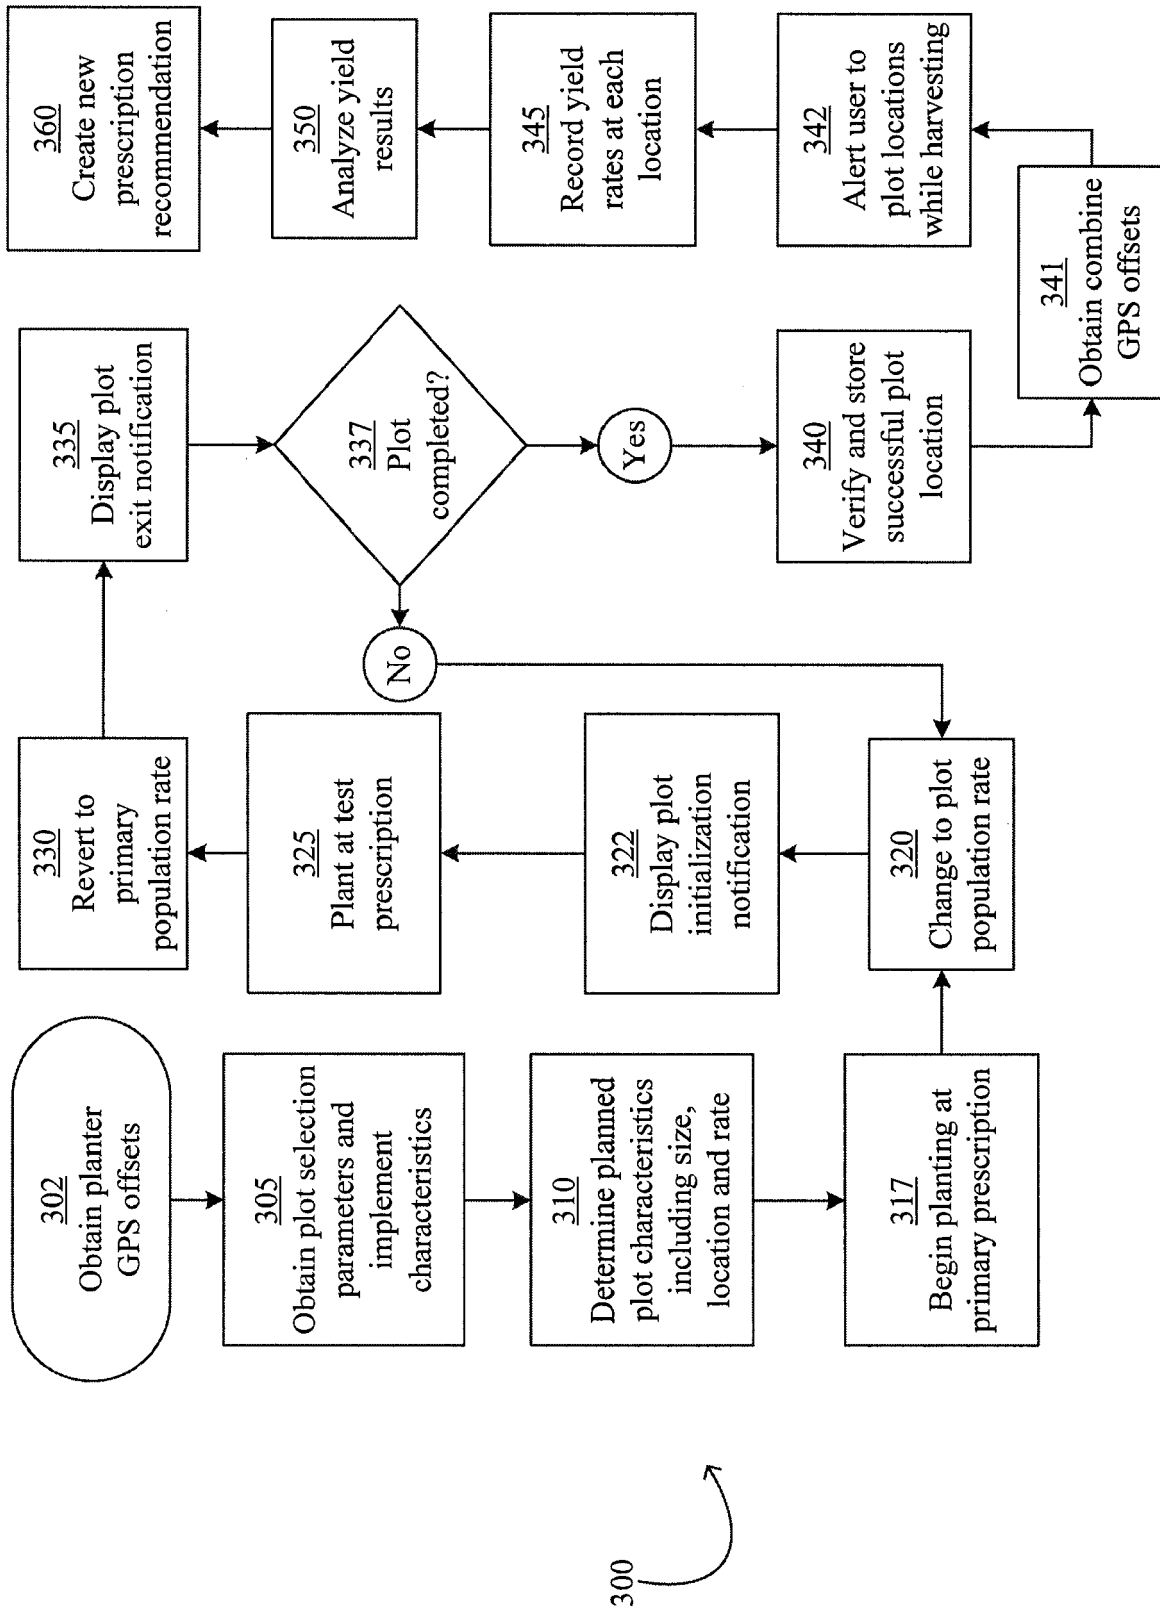 302
Obtain planter
GPS offsets
305
Obtain plot selection
parameters and
implement
characteristics
310
Determine planned
plot characteristics
including size,
location and rate
317
Begin planting at
primary prescription
320
Change to plot
population rate
322
Display plot
initialization
notification
325
Plant at test
prescription
330
Revert to
primary
population rate
335
Display plot
exit notification
337
Plot
completed?
No
Yes
340
Verify and store
successful plot
location
341
Obtain combine
GPS offsets
342
Alert user to
plot locations
while harvesting
345
Record yield
rates at each
location
350
Analyze yield
results
360
Create new
prescription
recommendation
300